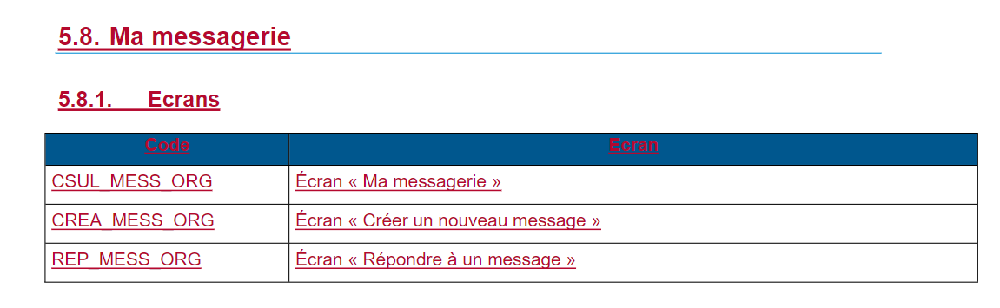 5.8. Ma messagerie
5.8.1. Ecrans
Code Ecran
CSUL_MESS_ORG Écran « Ma messagerie »
CREA_MESS_ORG Écran « Créer un nouveau message »
REP_MESS_ORG Écran « Répondre à un message »